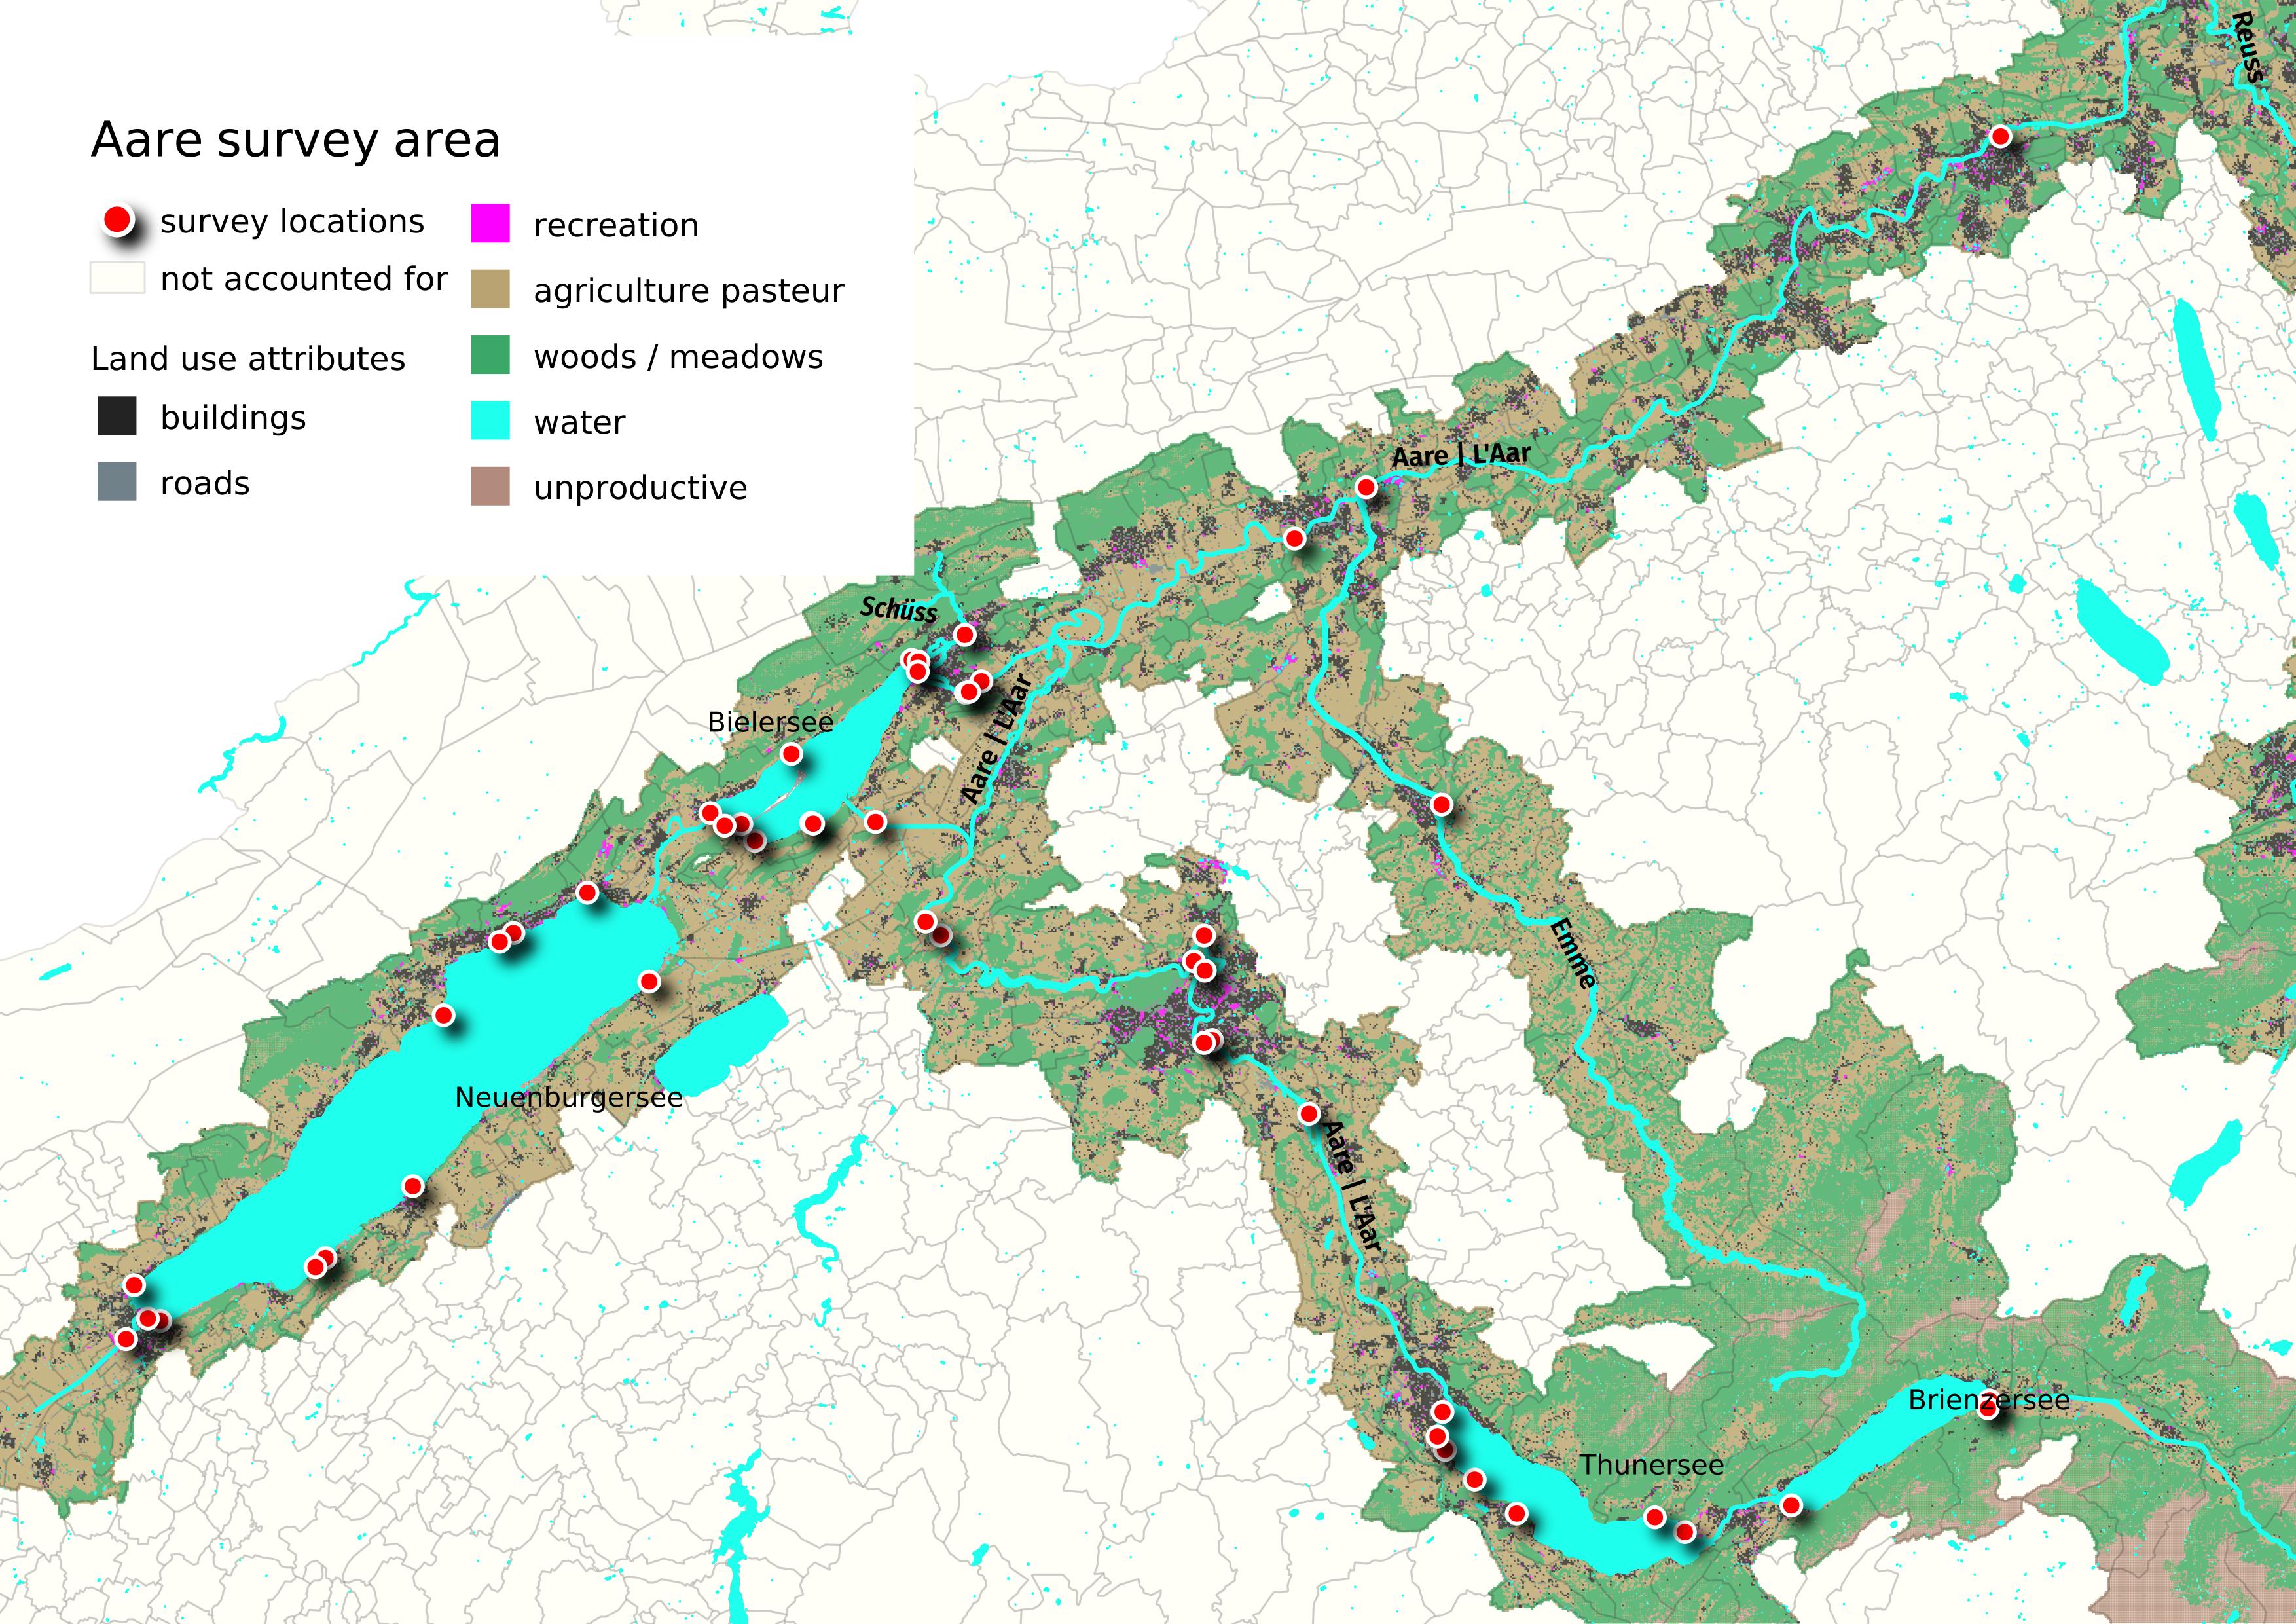 Aare survey area
survey locations
not accounted for
Land use attributes
buildings
roads
recreation
agriculture pasteur
woods / meadows
water
unproductive
Reuss
Aare | L'Aar
Schüss
Bielersee
Aare | L'Aar
Emme
Neuenburgersee
Aare | L'Aar
Brienzersee
Thunersee